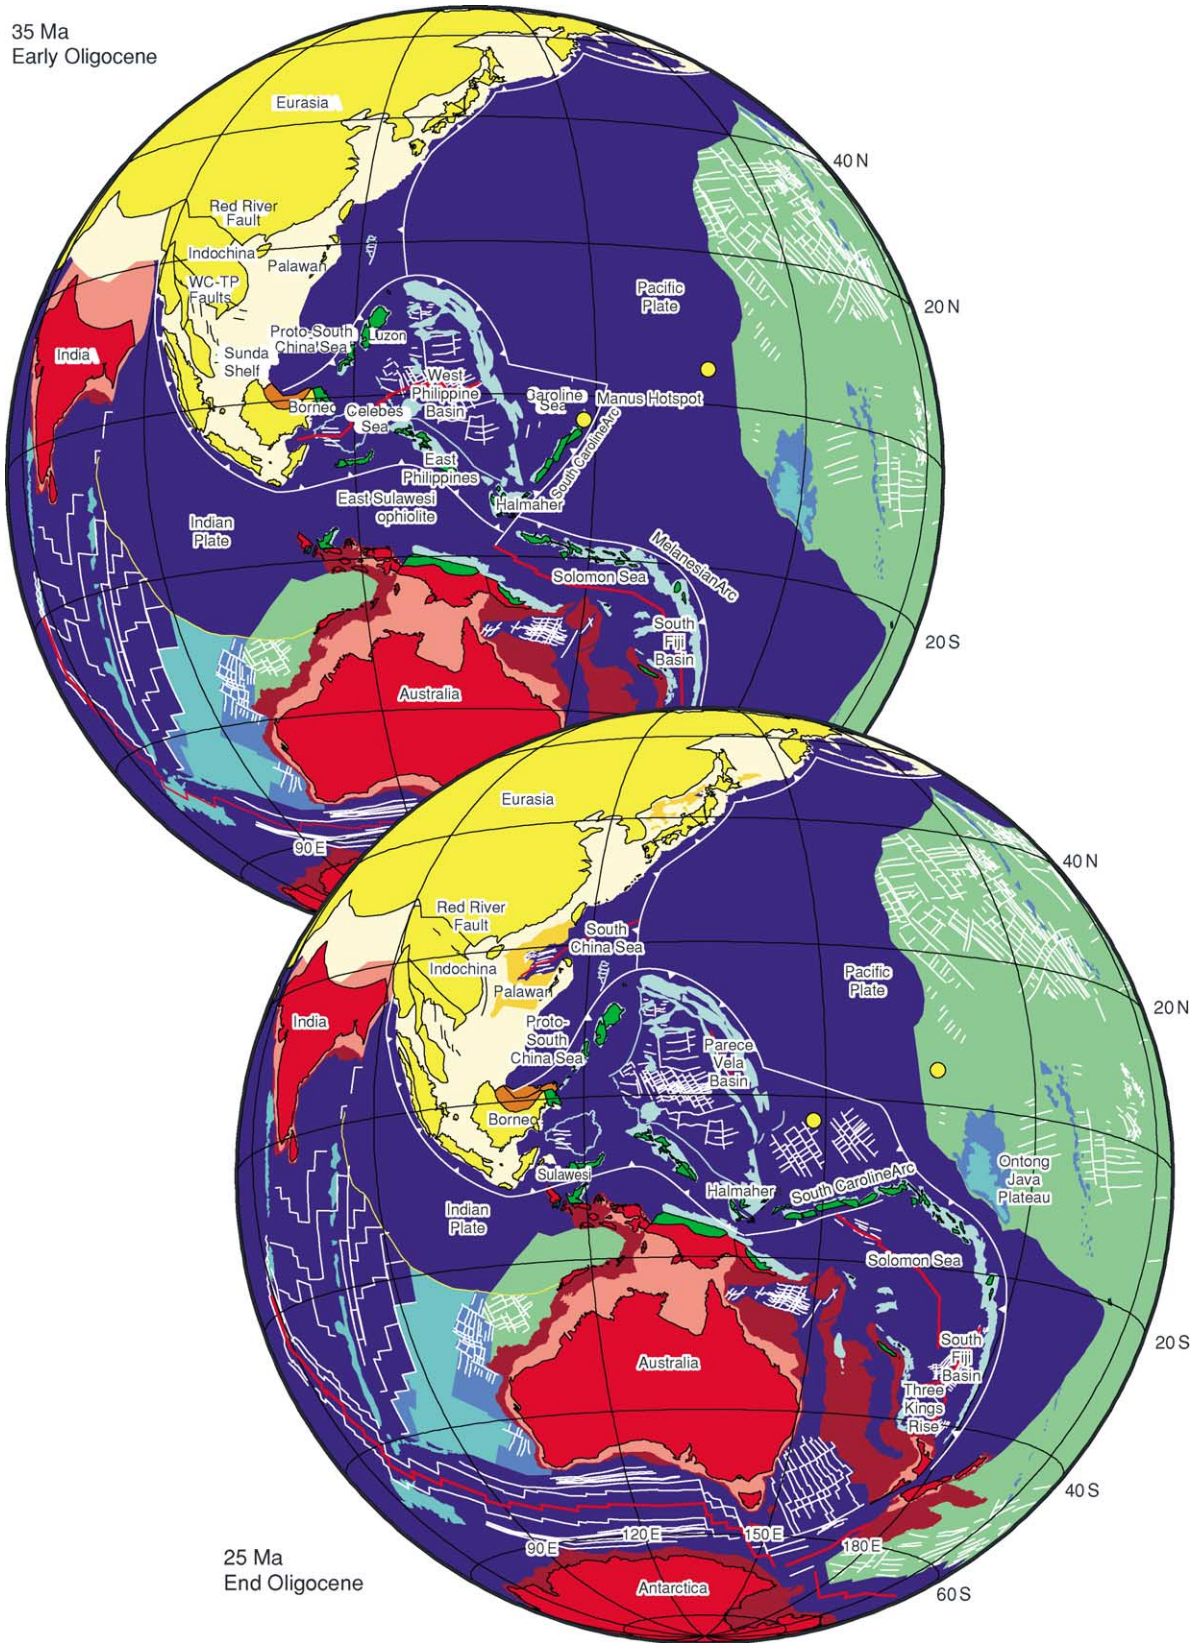 35 Ma
Early Oligocene
Eurasia
40 N
Red River
Fault
Indochina
Palawan
WC-TP
Faults
Pacific
Plate
20 N
Proto-South
China Sea
Luzon
India
Sunda
Shelf
West
Philippine
Basin
Caroline
Sea
Manus Hotspot
Borneo
Celebes
Sea
South Caroline Arc
East
Philippines
East Sulawesi
ophiolite
Halmaher
Indian
Plate
Melanesian Arc
Solomon Sea
South
Fiji
Basin
20 S
Australia
90 E
Eurasia
40 N
Red River
Fault
South
China Sea
Indochina
Palawan
Pacific
Plate
20 N
India
Proto-
South
China Sea
Parece
Vela
Basin
Borneo
Sulawesi
Halmaher
South Caroline Arc
Ontong
Java
Plateau
Indian
Plate
Solomon Sea
South
Fiji
Basin
20 S
Australia
Three
Kings
Rise
40 S
90 E
120 E
150 E
180 E
60 S
Antarctica
25 Ma
End Oligocene